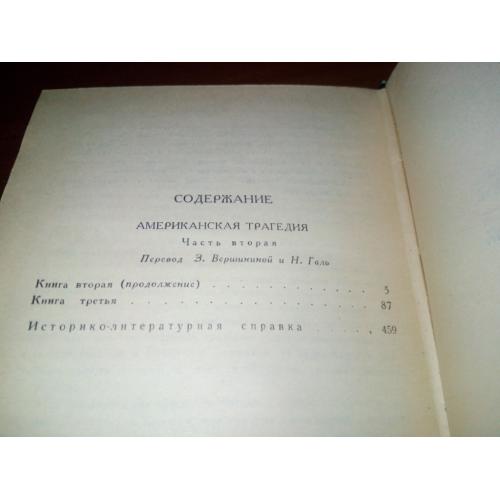 СОДЕРЖАНИЕ
АМЕРИКАНСКАЯ ТРАГЕДИЯ
Часть вторая
Перевод З. Вершининой и Н. Галь
Книга вторая (продолжение) . . . . . . . . . . . . 5
Книга третья . . . . . . . . . . . . . . . . . 87
Историко-литературная справка . . . . . 459